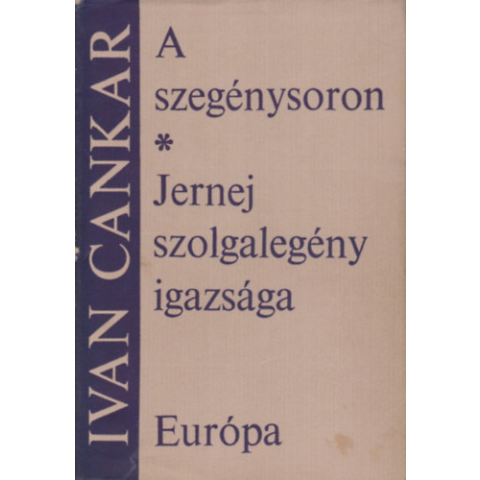 IVAN CANKAR
A
szegénysoron
*
Jernej
szolgalegény
igazsága
Európa